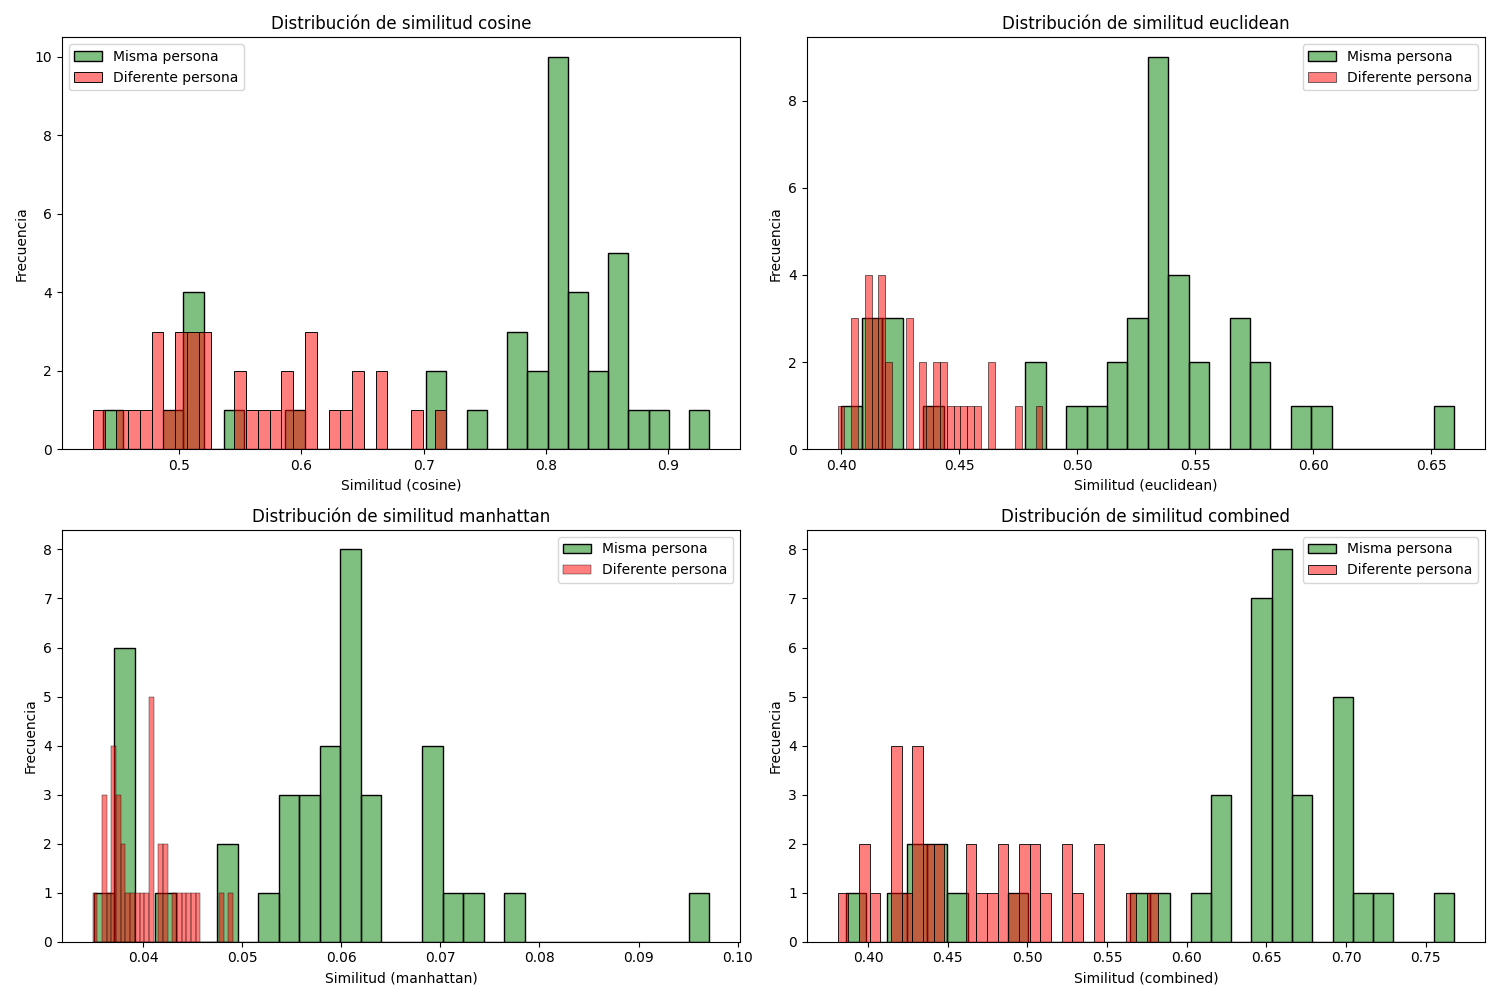 Distribución de similitud cosine
Misma persona
Diferente persona
Frecuencia
10
8
6
4
2
0
0.5 0.6 0.7 0.8 0.9
Similitud (cosine)
Distribución de similitud euclidean
Misma persona
Diferente persona
Frecuencia
8
6
4
2
0
0.40 0.45 0.50 0.55 0.60 0.65
Similitud (euclidean)
Distribución de similitud manhattan
Misma persona
Diferente persona
Frecuencia
8
7
6
5
4
3
2
1
0
0.04 0.05 0.06 0.07 0.08 0.09 0.10
Similitud (manhattan)
Distribución de similitud combined
Misma persona
Diferente persona
Frecuencia
8
7
6
5
4
3
2
1
0
0.40 0.45 0.50 0.55 0.60 0.65 0.70 0.75
Similitud (combined)